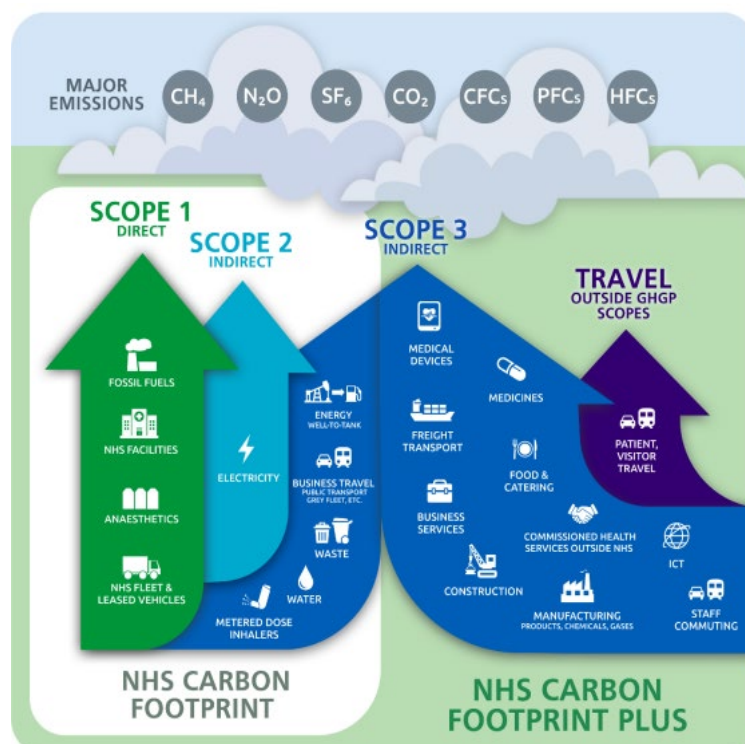 MAJOR
EMISSIONS
CH₄
N₂O
SF₆
CO₂
CFCs
PFCs
HFCs
SCOPE 1
DIRECT
SCOPE 2
INDIRECT
SCOPE 3
INDIRECT
TRAVEL
OUTSIDE GHGP
SCOPES
FOSSIL FUELS
NHS FACILITIES
ANAESTHETICS
NHS FLEET &
LEASED VEHICLES
ELECTRICITY
ENERGY
WELL-TO-TANK
BUSINESS TRAVEL
PUBLIC TRANSPORT
GREY FLEET, ETC.
WASTE
WATER
METERED DOSE
INHALERS
MEDICAL
DEVICES
MEDICINES
FREIGHT
TRANSPORT
FOOD &
CATERING
BUSINESS
SERVICES
COMMISSIONED HEALTH
SERVICES OUTSIDE NHS
CONSTRUCTION
MANUFACTURING
PRODUCTS, CHEMICALS, GASES
ICT
STAFF
COMMUTING
PATIENT,
VISITOR
TRAVEL
NHS CARBON
FOOTPRINT
NHS CARBON
FOOTPRINT PLUS